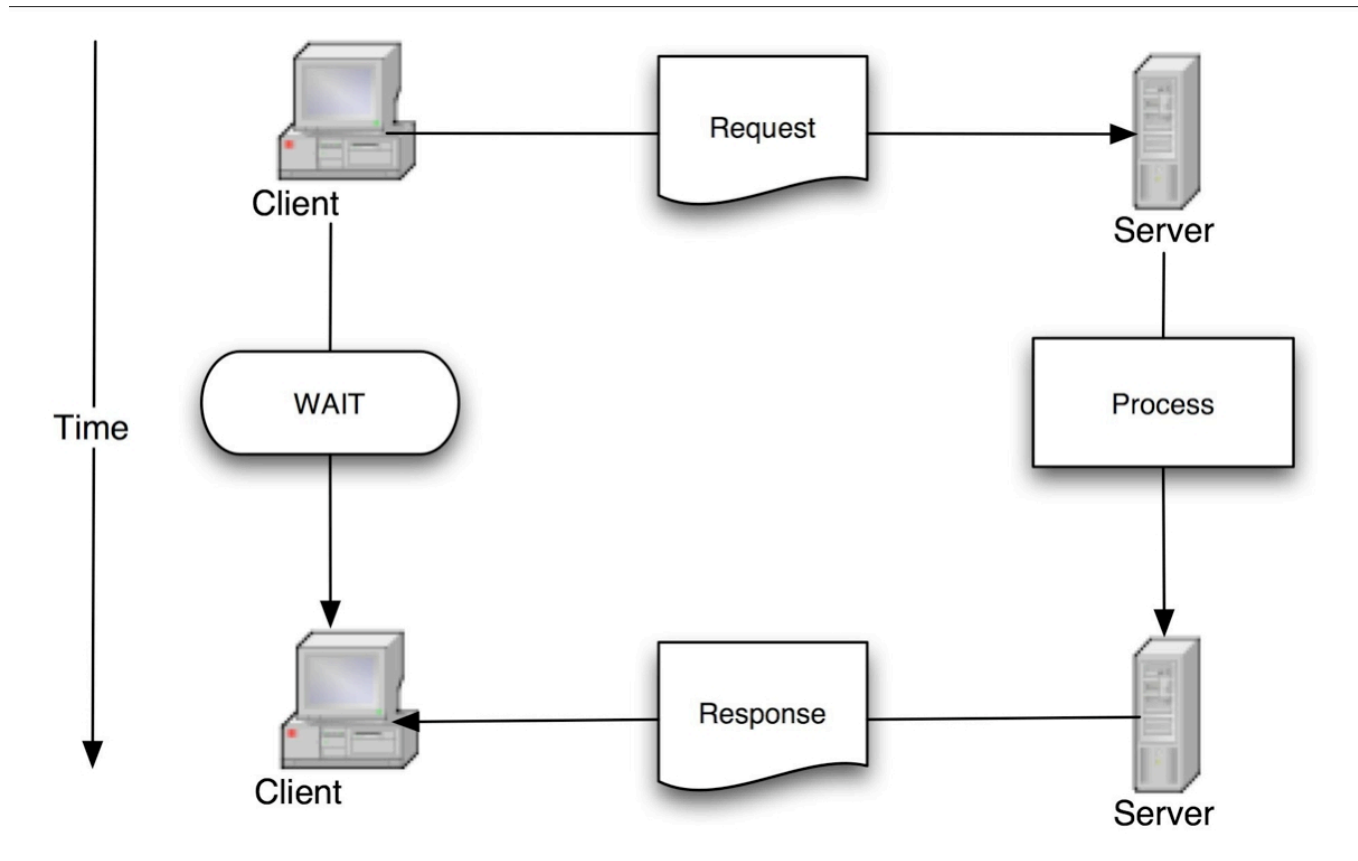 Request
Client
Server
WAIT
Process
Time
Response
Client
Server